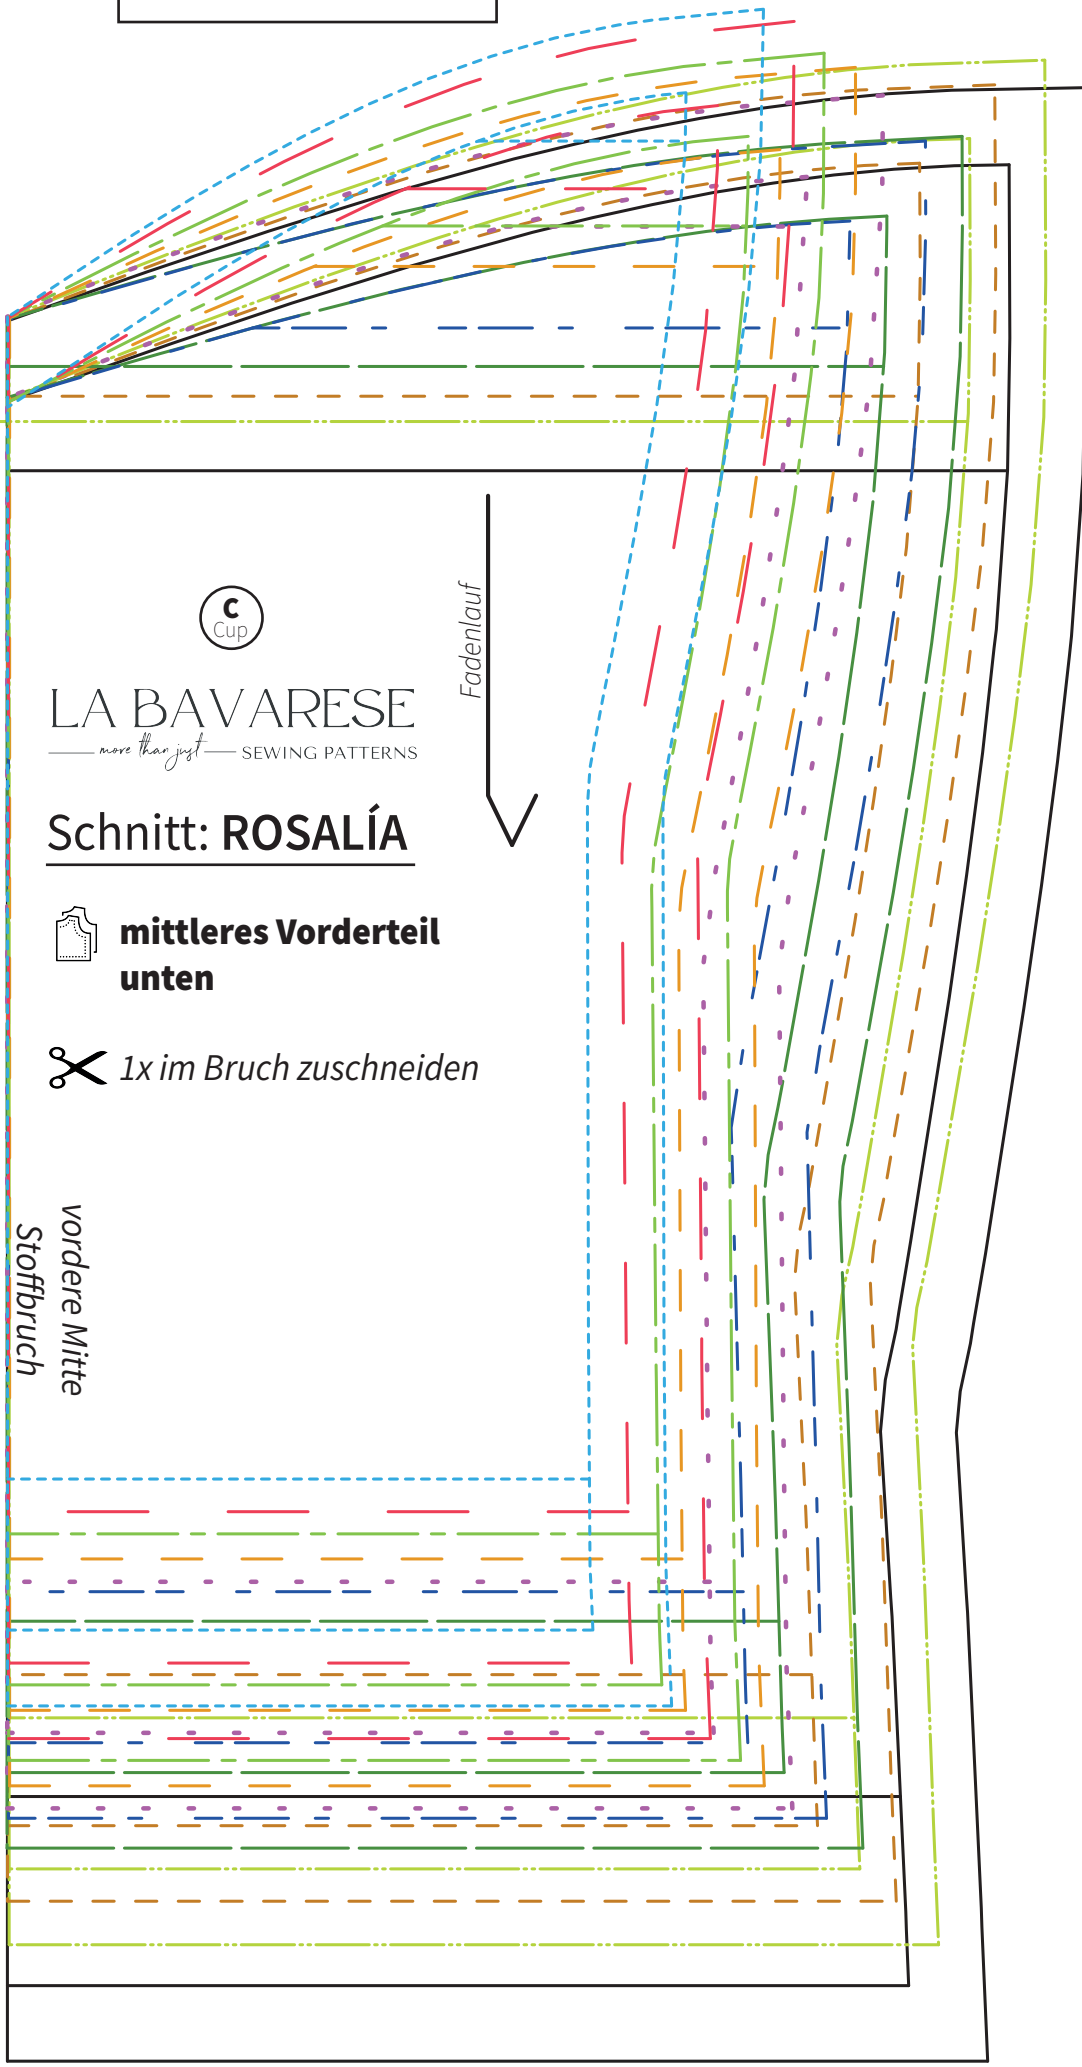 C
Cup
Fadenlauf
LA BAVARESE
more than just SEWING PATTERNS
Schnitt: ROSALÍA
mittleres Vorderteil
unten
1x im Bruch zuschneiden
vordere Mitte
Stoffbruch